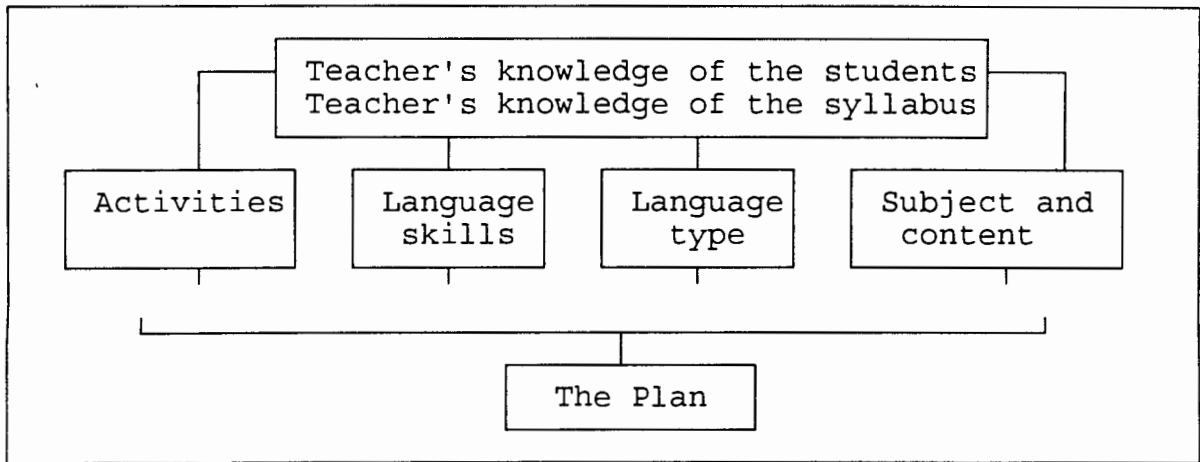 Teacher's knowledge of the students
Teacher's knowledge of the syllabus
Activities
Language
skills
Language
type
Subject and
content
The Plan